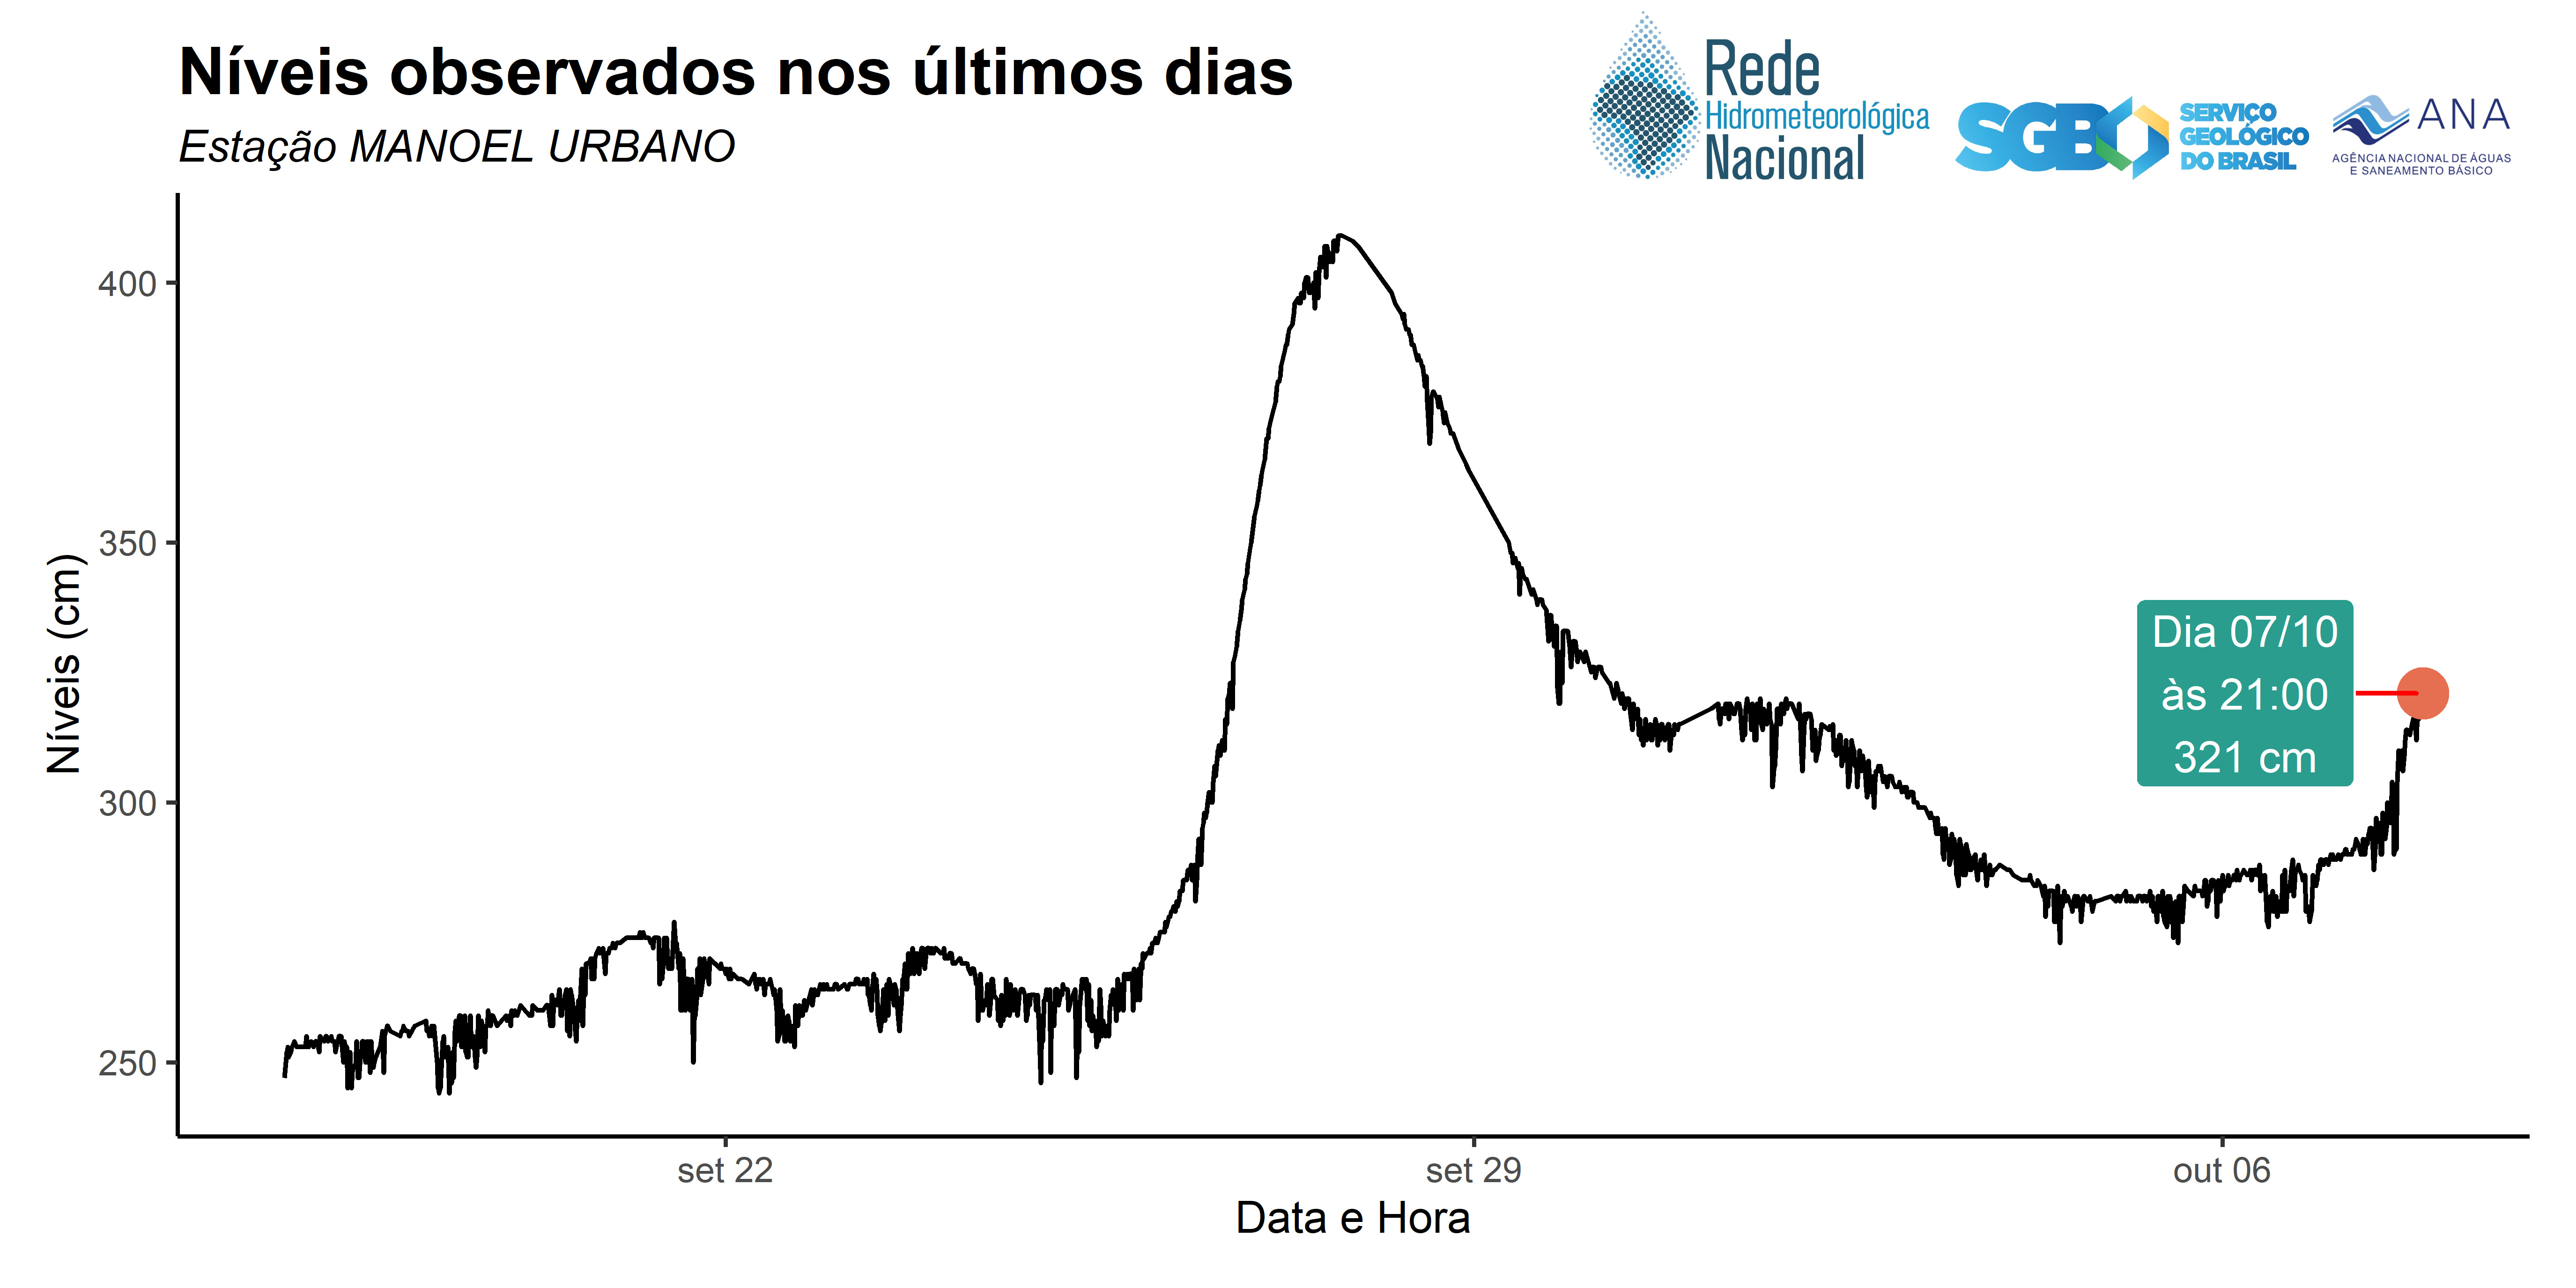 Níveis observados nos últimos dias
Estação MANOEL URBANO
Rede
Hidrometeorológica
Nacional
SGB
SERVIÇO
GEOLÓGICO
DO BRASIL
ANA
AGÊNCIA NACIONAL DE ÁGUAS
E SANEAMENTO BÁSICO
Níveis (cm)
400
350
300
250
Dia 07/10
às 21:00
321 cm
set 22
set 29
out 06
Data e Hora